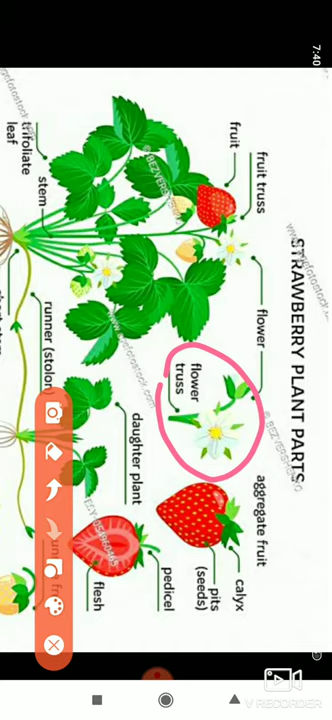 7:40
STRAWBERRY PLANT PARTS
fruit truss
fruit
trifoliate
leaf
stem
flower
flower
truss
runner (stolon)
daughter plant
aggregate fruit
calyx
pits
(seeds)
pedicel
flesh
V RECORDER